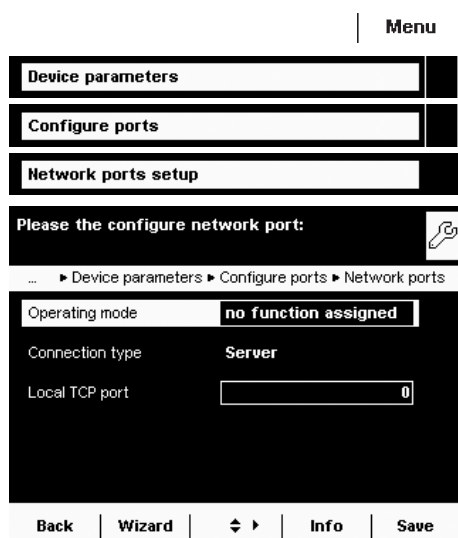 Menu
Device parameters
Configure ports
Network ports setup
Please the configure network port:
... ▸ Device parameters ▸ Configure ports ▸ Network ports
Operating mode no function assigned
Connection type Server
Local TCP port 0
Back Wizard Info Save